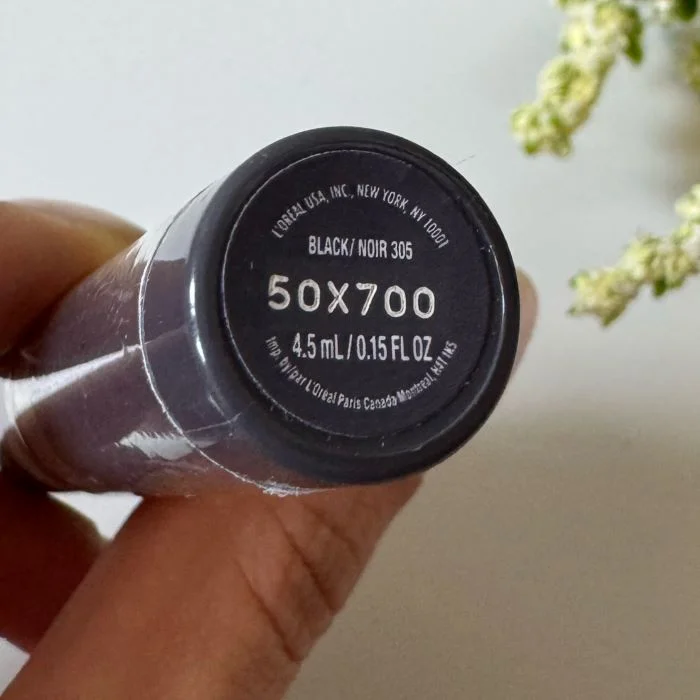 L'ORÉAL USA, INC., NEW YORK, NY 10001
BLACK/ NOIR 305
50X700
4.5 mL / 0.15 FL OZ
Imp. by/par L'Oréal Paris Canada Montreal, H4T 1K5